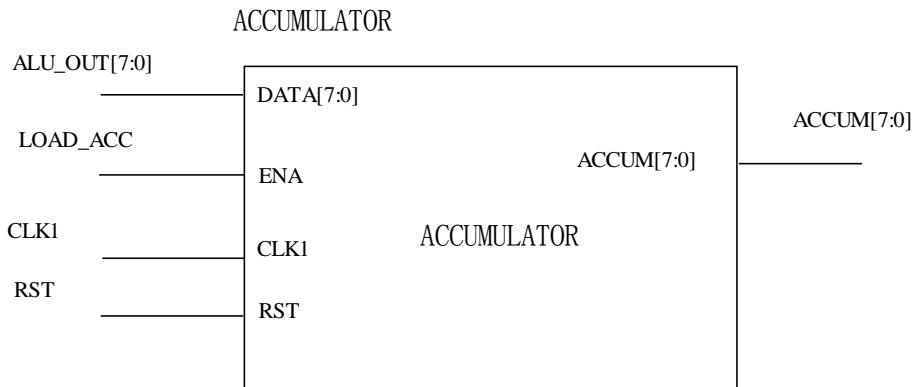 ACCUMULATOR
ALU_OUT[7:0]
DATA[7:0]
ACCUM[7:0]
LOAD_ACC
ACCUM[7:0]
ENA
CLK1
CLK1
ACCUMULATOR
RST
RST